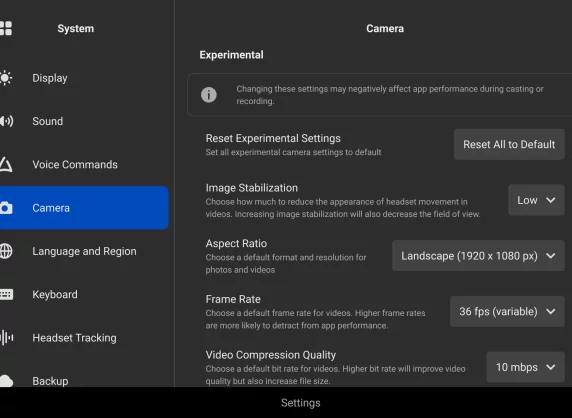 System
Camera
Experimental
Changing these settings may negatively affect app performance during casting or
recording.
Display
Sound
Voice Commands
Camera
Language and Region
Keyboard
Headset Tracking
Backup
Reset Experimental Settings
Set all experimental camera settings to default
Reset All to Default
Image Stabilization
Choose how much to reduce the appearance of headset movement in
videos. Increasing image stabilization will also decrease the field of view.
Low
Aspect Ratio
Choose a default format and resolution for
photos and videos
Landscape (1920 x 1080 px)
Frame Rate
Choose a default frame rate for videos. Higher frame rates
are more likely to detract from app performance.
36 fps (variable)
Video Compression Quality
Choose a default bit rate for videos. Higher bit rate will improve video
quality but also increase file size.
10 mbps
Settings